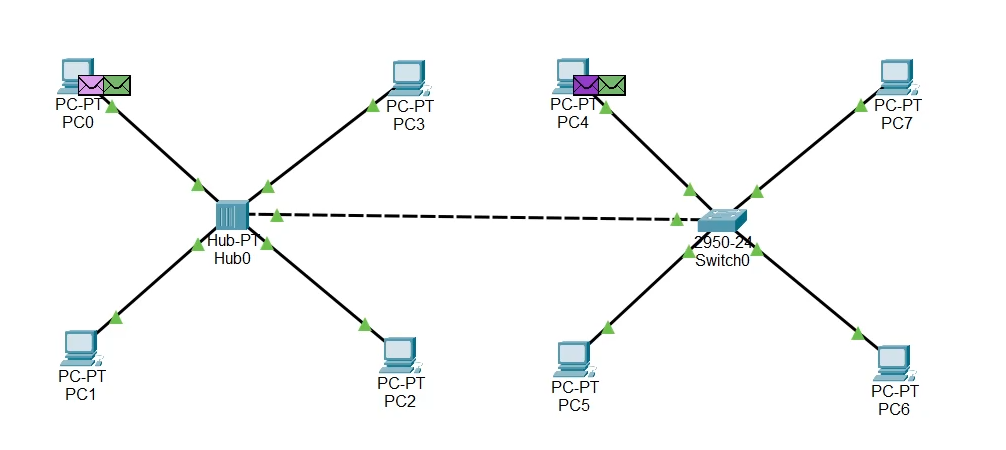 PC-PT
PC0
PC-PT
PC3
PC-PT
PC4
PC-PT
PC7
Hub-PT
Hub0
2950-24
Switch0
PC-PT
PC1
PC-PT
PC2
PC-PT
PC5
PC-PT
PC6